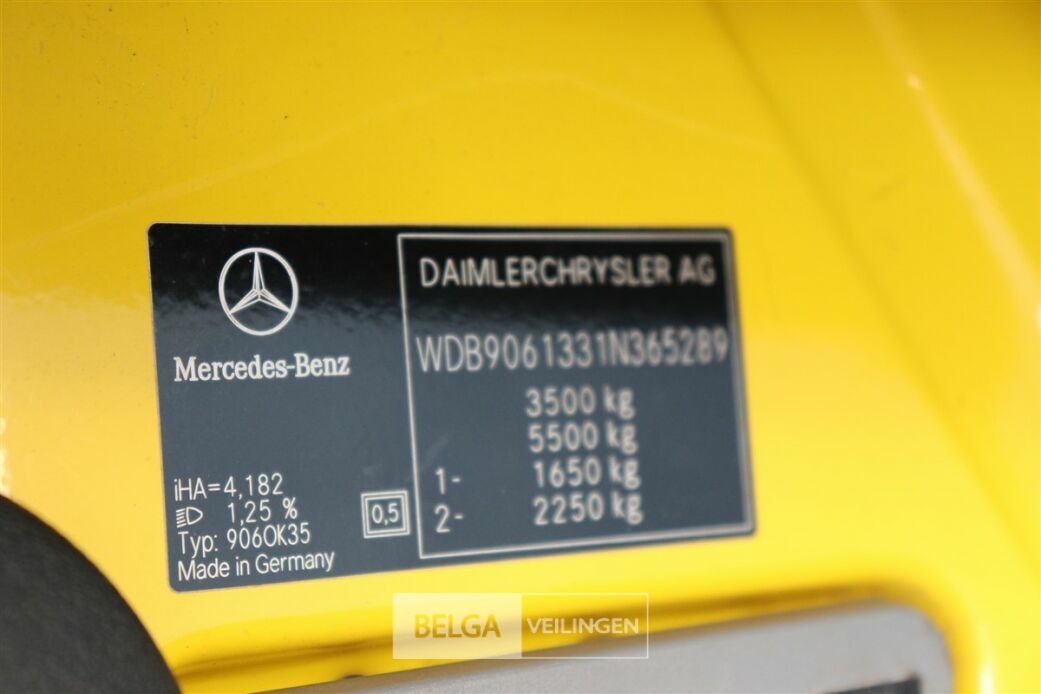 Mercedes-Benz
iHA=4,182
1,25 %
Typ: 906OK35
Made in Germany
0,5
DAIMLERCHRYSLER AG
WDB9061331N365289
3500 kg
5500 kg
1- 1650 kg
2- 2250 kg
BELGA VEILINGEN